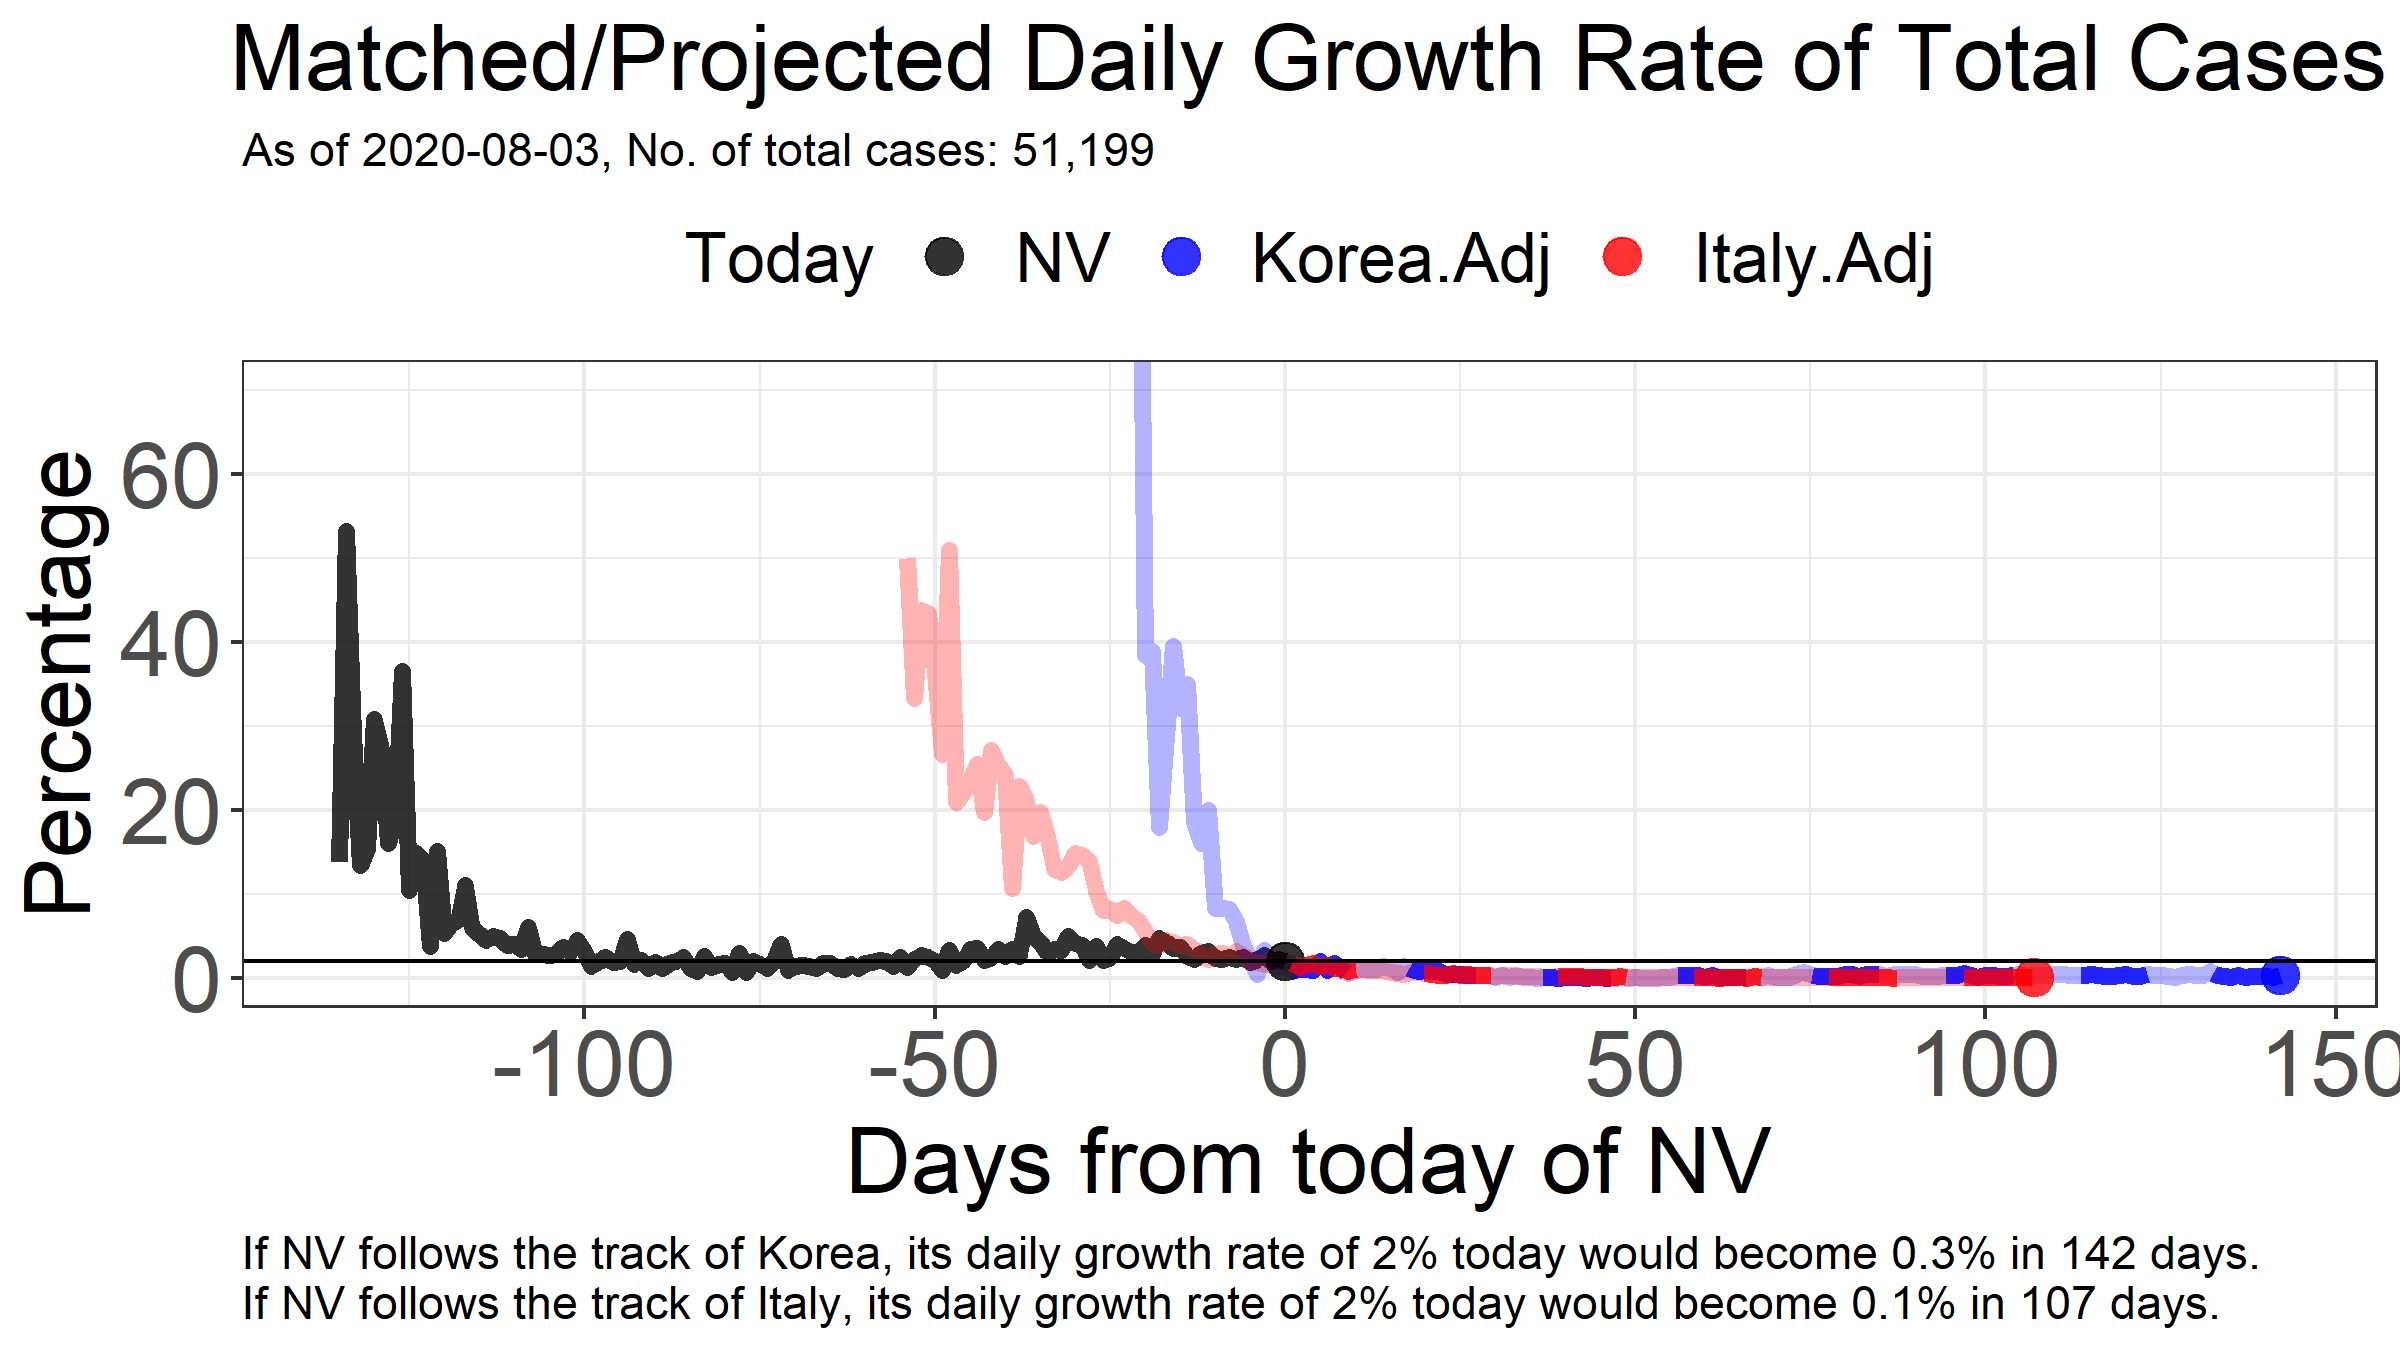 Matched/Projected Daily Growth Rate of Total Cases
As of 2020-08-03, No. of total cases: 51,199
Today NV Korea.Adj Italy.Adj
Percentage
60
40
20
0
-100 -50 0 50 100 150
Days from today of NV
If NV follows the track of Korea, its daily growth rate of 2% today would become 0.3% in 142 days.
If NV follows the track of Italy, its daily growth rate of 2% today would become 0.1% in 107 days.